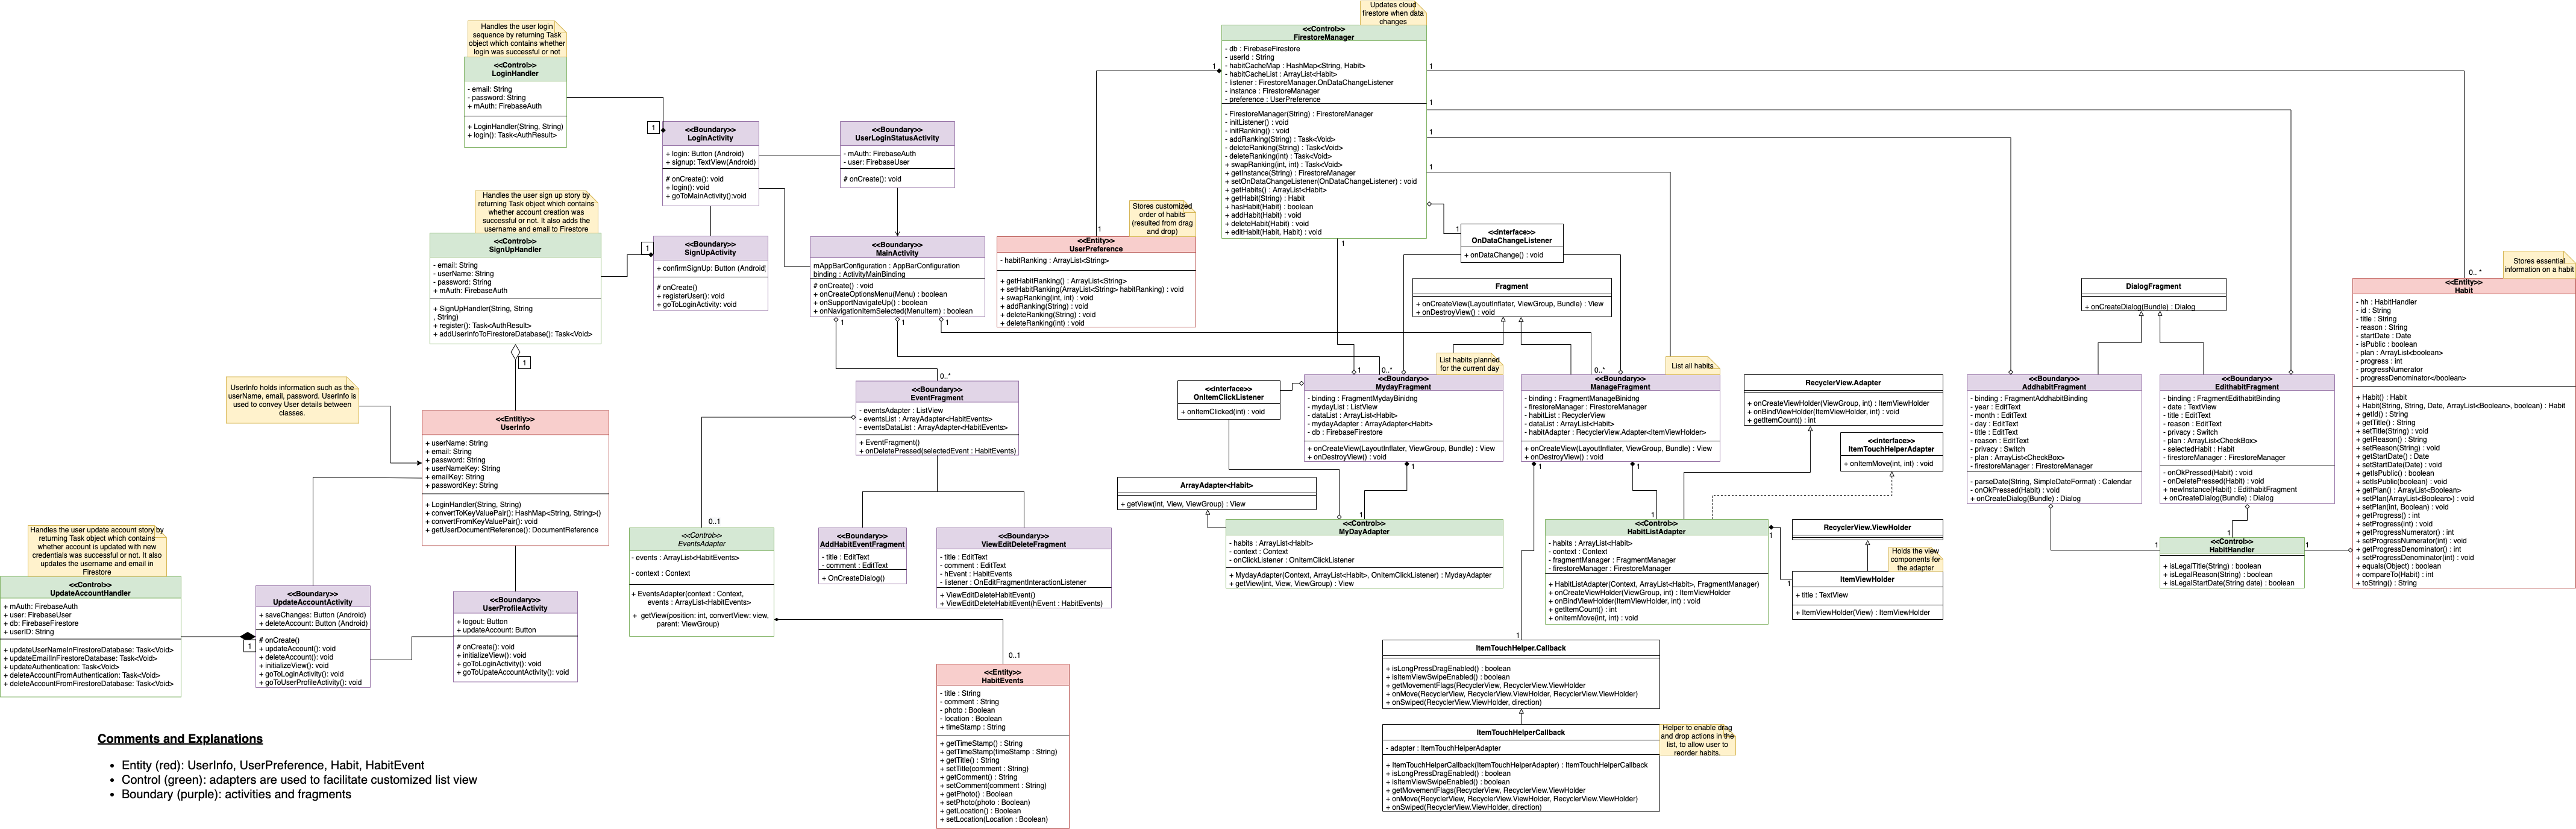 Handles the user login
sequence by returning Task
object which contains whether
login was successful or not
<<Control>>
LoginHandler
- email: String
- password: String
+ mAuth: FirebaseAuth
+ LoginHandler(String, String)
+ login(): Task<AuthResult>
1
<<Boundary>>
LoginActivity
+ login: Button (Android)
+ signup: TextView(Android)
# onCreate(): void
+ login(): void
+ goToMainActivity():void
<<Boundary>>
UserLoginStatusActivity
- mAuth: FirebaseAuth
- user: FirebaseUser
# onCreate(): void
Handles the user sign up story by
returning Task object which contains
whether account creation was
successful or not. It also adds the
username and email to Firestore
<<Control>>
SignUpHandler
- email: String
- userName: String
- password: String
+ mAuth: FirebaseAuth
+ SignUpHandler(String, String
, String)
+ register(): Task<AuthResult>
+ addUserInfoToFirestoreDatabase(): Task<Void>
1
1
<<Boundary>>
SignUpActivity
+ confirmSignUp: Button (Android
# onCreate()
+ registerUser(): void
+ goToLoginActivity: void
<<Boundary>>
MainActivity
mAppBarConfiguration : AppBarConfiguration
binding : ActivityMainBinding
# onCreate() : void
+ onCreateOptionsMenu(Menu) : boolean
+ onSupportNavigateUp() : boolean
+ onNavigationItemSelected(MenuItem) : boolean
1
1
1
Stores customized
order of habits
(resulted from drag
and drop)
1
<<Entity>>
UserPreference
- habitRanking : ArrayList<String>
+ getHabitRanking() : ArrayList<String>
+ setHabitRanking(ArrayList<String> habitRanking) : void
+ swapRanking(int, int) : void
+ addRanking(String) : void
+ deleteRanking(String) : void
+ deleteRanking(int) : void
Updates cloud
firestore when data
changes
<<Control>>
FirestoreManager
- db : FirebaseFirestore
- userId : String
- habitCacheMap : HashMap<String, Habit>
- habitCacheList : ArrayList<Habit>
- listener : FirestoreManager.OnDataChangeListener
- instance : FirestoreManager
- preference : UserPreference
- FirestoreManager(String) : FirestoreManager
- initListener() : void
- initRanking() : void
- addRanking(String) : Task<Void>
- deleteRanking(String) : Task<Void>
- deleteRanking(int) : Task<Void>
+ swapRanking(int, int) : Task<Void>
+ getInstance(String) : FirestoreManager
+ setOnDataChangeListener(OnDataChangeListener) : void
+ getHabits() : ArrayList<Habit>
+ getHabit(String) : Habit
+ hasHabit(Habit) : boolean
+ addHabit(Habit) : void
+ deleteHabit(Habit) : void
+ editHabit(Habit, Habit) : void
1
1
1
1
1
1
1
<<interface>>
OnDataChangeListener
+ onDataChange() : void
Fragment
+ onCreateView(LayoutInflater, ViewGroup, Bundle) : View
+ onDestroyView() : void
List habits planned
for the current day
List all habits
UserInfo holds information such as the
userName, email, password. UserInfo is
used to convey User details between
classes.
<<Entitiy>>
UserInfo
+ userName: String
+ email: String
+ password: String
+ userNameKey: String
+ emailKey: String
+ passwordKey: String
+ LoginHandler(String, String)
+ convertToKeyValuePair(): HashMap<String, String>()
+ convertFromKeyValuePair(): void
+ getUserDocumentReference(): DocumentReference
Handles the user update account story by
returning Task object which contains
whether account is updated with new
credentials was successful or not. It also
updates the username and email in
Firestore
<<Control>>
UpdateAccountHandler
+ mAuth: FirebaseAuth
+ user: FirebaseUser
+ db: FirebaseFirestore
+ userID: String
+ updateUserNameInFirestoreDatabase: Task<Void>
+ updateEmailInFirestoreDatabase: Task<Void>
+ updateAuthentication: Task<Void>
+ deleteAccountFromAuthentication: Task<Void>
+ deleteAccountFromFirestoreDatabase: Task<Void>
1
<<Boundary>>
UpdateAccountActivity
+ saveChanges: Button (Android)
+ deleteAccount: Button (Android)
# onCreate()
+ updateAccount(): void
+ deleteAccount(): void
+ initializeView(): void
+ goToLoginActivity(): void
+ goToUserProfileActivity(): void
<<Boundary>>
UserProfileActivity
+ logout: Button
+ updateAccount: Button
# onCreate(): void
+ initializeView(): void
+ goToLoginActivity(): void
+ goToUpateAccountActivity(): void
0..*
<<Boundary>>
EventFragment
- eventsAdapter : ListView
- eventsList : ArrayAdapter<HabitEvents>
- eventsDataList : ArrayAdapter<HabitEvents>
+ EventFragment()
+ onDeletePressed(selectedEvent : HabitEvents)
0..1
<<Control>>
EventsAdapter
- events : ArrayList<HabitEvents>
- context : Context
+ EventsAdapter(context : Context,
events : ArrayList<HabitEvents>
+ getView(position: int, convertView: view,
parent: ViewGroup)
<<Boundary>>
AddHabitEventFragment
- title : EditText
- comment : EditText
+ OnCreateDialog()
<<Boundary>>
ViewEditDeleteFragment
- title : EditText
- comment : EditText
- hEvent : HabitEvents
- listener : OnEditFragmentInteractionListener
+ ViewEditDeleteHabitEvent()
+ ViewEditDeleteHabitEvent(hEvent : HabitEvents)
0..1
<<Entity>>
HabitEvents
- title : String
- comment : String
- photo : Boolean
- location : Boolean
+ timeStamp : String
+ getTimeStamp() : String
+ getTimeStamp(timeStamp : String)
+ getTitle() : String
+ setTitle(comment : String)
+ getComment() : String
+ setComment(comment : String)
+ getPhoto() : Boolean
+ setPhoto(photo : Boolean)
+ getLocation() : Boolean
+ setLocation(Location : Boolean)
<<interface>>
OnItemClickListener
+ onItemClicked(int) : void
1
0..*
<<Boundary>>
MydayFragment
- binding : FragmentMydayBinidng
- mydayList : ListView
- dataList : ArrayList<Habit>
- mydayAdapter : ArrayAdapter<Habit>
- db : FirebaseFirestore
+ onCreateView(LayoutInflater, ViewGroup, Bundle) : View
+ onDestroyView() : void
1
0..*
<<Boundary>>
ManageFragment
- binding : FragmentManageBinidng
- firestoreManager : FirestoreManager
- habitList : RecyclerView
- dataList : ArrayList<Habit>
- habitAdapter : RecyclerView.Adapter<ItemViewHolder>
+ onCreateView(LayoutInflater, ViewGroup, Bundle) : View
+ onDestroyView() : void
1
1
ArrayAdapter<Habit>
+ getView(int, View, ViewGroup) : View
1
<<Control>>
MyDayAdapter
- habits : ArrayList<Habit>
- context : Context
- onClickListener : OnItemClickListener
+ MydayAdapter(Context, ArrayList<Habit>, OnItemClickListener) : MydayAdapter
+ getView(int, View, ViewGroup) : View
1
<<Control>>
HabitListAdapter
- habits : ArrayList<Habit>
- context : Context
- fragmentManager : FragmentManager
- firestoreManager : FirestoreManager
+ HabitListAdapter(Context, ArrayList<Habit>, FragmentManager)
+ onCreateViewHolder(ViewGroup, int) : ItemViewHolder
+ onBindViewHolder(ItemViewHolder, int) : void
+ getItemCount() : int
+ onItemMove(int, int) : void
1
1
RecyclerView.Adapter
+ onCreateViewHolder(ViewGroup, int) : ItemViewHolder
+ onBindViewHolder(ItemViewHolder, int) : void
+ getItemCount() : int
<<interface>>
ItemTouchHelperAdapter
+ onItemMove(int, int) : void
RecyclerView.ViewHolder
Holds the view
components for
the adapter
ItemViewHolder
+ title : TextView
+ ItemViewHolder(View) : ItemViewHolder
1
ItemTouchHelper.Callback
+ isLongPressDragEnabled() : boolean
+ isItemViewSwipeEnabled() : boolean
+ getMovementFlags(RecyclerView, RecyclerView.ViewHolder
+ onMove(RecyclerView, RecyclerView.ViewHolder, RecyclerView.ViewHolder)
+ onSwiped(RecyclerView.ViewHolder, direction)
ItemTouchHelperCallback
- adapter : ItemTouchHelperAdapter
+ ItemTouchHelperCallback(ItemTouchHelperAdapter) : ItemTouchHelperCallback
+ isLongPressDragEnabled() : boolean
+ isItemViewSwipeEnabled() : boolean
+ getMovementFlags(RecyclerView, RecyclerView.ViewHolder
+ onMove(RecyclerView, RecyclerView.ViewHolder, RecyclerView.ViewHolder)
+ onSwiped(RecyclerView.ViewHolder, direction)
Helper to enable drag
and drop actions in the
list, to allow user to
reorder habits.
DialogFragment
+ onCreateDialog(Bundle) : Dialog
<<Boundary>>
AddhabitFragment
- binding : FragmentAddhabitBinding
- year : EditText
- month : EditText
- day : EditText
- title : EditText
- reason : EditText
- privacy : Switch
- plan : ArrayList<CheckBox>
- firestoreManager : FirestoreManager
- parseDate(String, SimpleDateFormat) : Calendar
- onOkPressed(Habit) : void
+ onCreateDialog(Bundle) : Dialog
<<Boundary>>
EdithabitFragment
- binding : FragmentEdithabitBinding
- date : TextView
- title : EditText
- reason : EditText
- privacy : Switch
- plan : ArrayList<CheckBox>
- selectedHabit : Habit
- firestoreManager : FirestoreManager
- onOkPressed(Habit) : void
- onDeletePressed(Habit) : void
+ newInstance(Habit) : EdithabitFragment
+ onCreateDialog(Bundle) : Dialog
1
1
1
<<Control>>
HabitHandler
+ isLegalTitle(String) : boolean
+ isLegalReason(String) : boolean
+ isLegalStartDate(String date) : boolean
Stores essential
information on a habit
0.. *
<<Entity>>
Habit
- hh : HabitHandler
- id : String
- title : String
- reason : String
- startDate : Date
- isPublic : boolean
- plan : ArrayList<boolean>
- progress : int
- progressNumerator
- progressDenominator</boolean>
+ Habit() : Habit
+ Habit(String, String, Date, ArrayList<Boolean>, boolean) : Habit
+ getId() : String
+ getTitle() : String
+ setTitle(String) : void
+ getReason() : String
+ setReason(String) : void
+ getStartDate() : Date
+ setStartDate(Date) : void
+ getIsPublic() : boolean
+ setIsPublic(boolean) : void
+ getPlan() : ArrayList<Boolean>
+ setPlan(ArrayList<Boolean>) : void
+ setPlan(int, Boolean) : void
+ getProgress() : int
+ setProgress(int) : void
+ getProgressNumerator() : int
+ setProgressNumerator(int) : void
+ getProgressDenominator() : int
+ setProgressDenominator(int) : void
+ equals(Object) : boolean
+ compareTo(Habit) : int
+ toString() : String
Comments and Explanations
• Entity (red): UserInfo, UserPreference, Habit, HabitEvent
• Control (green): adapters are used to facilitate customized list view
• Boundary (purple): activities and fragments